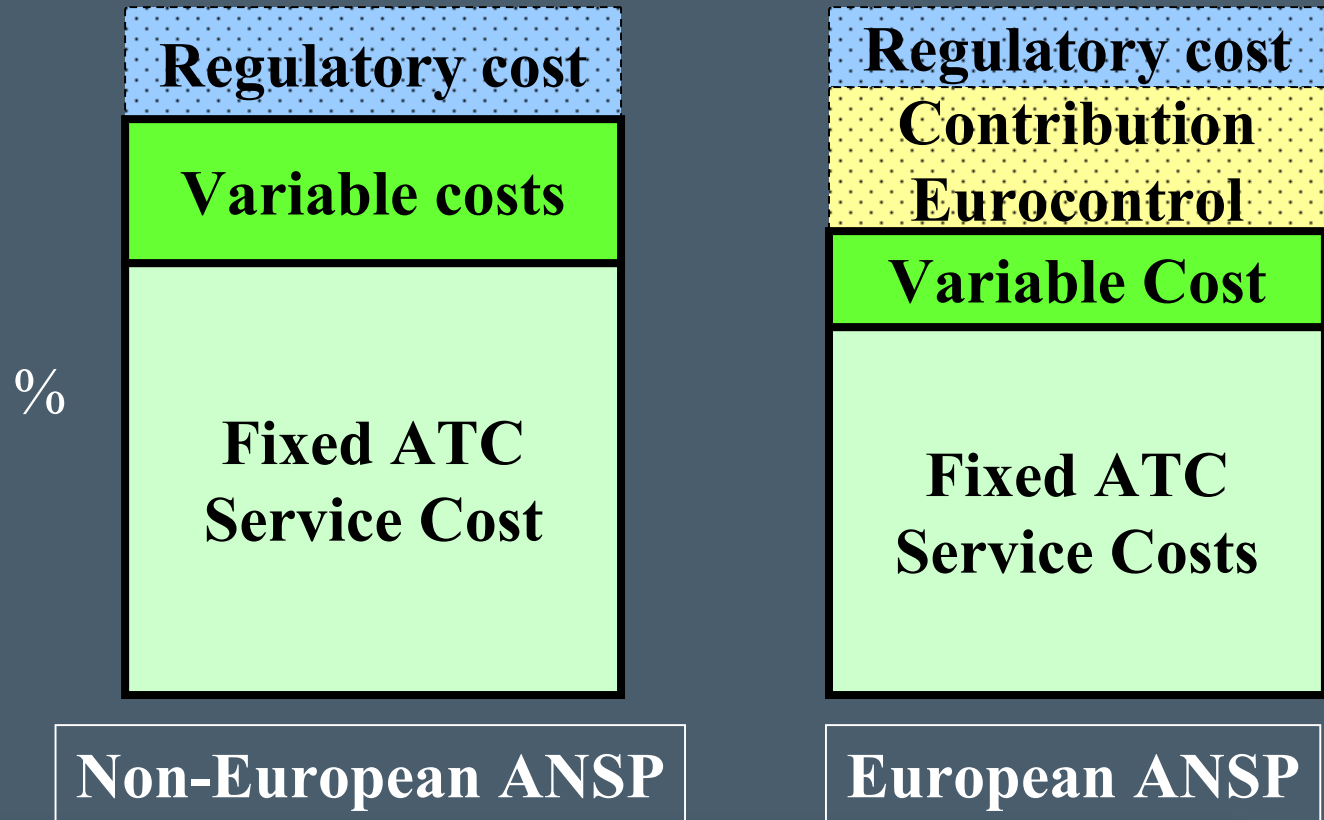 Regulatory cost
Variable costs
Fixed ATC
Service Cost
Non-European ANSP
%
Regulatory cost
Contribution
Eurocontrol
Variable Cost
Fixed ATC
Service Costs
European ANSP